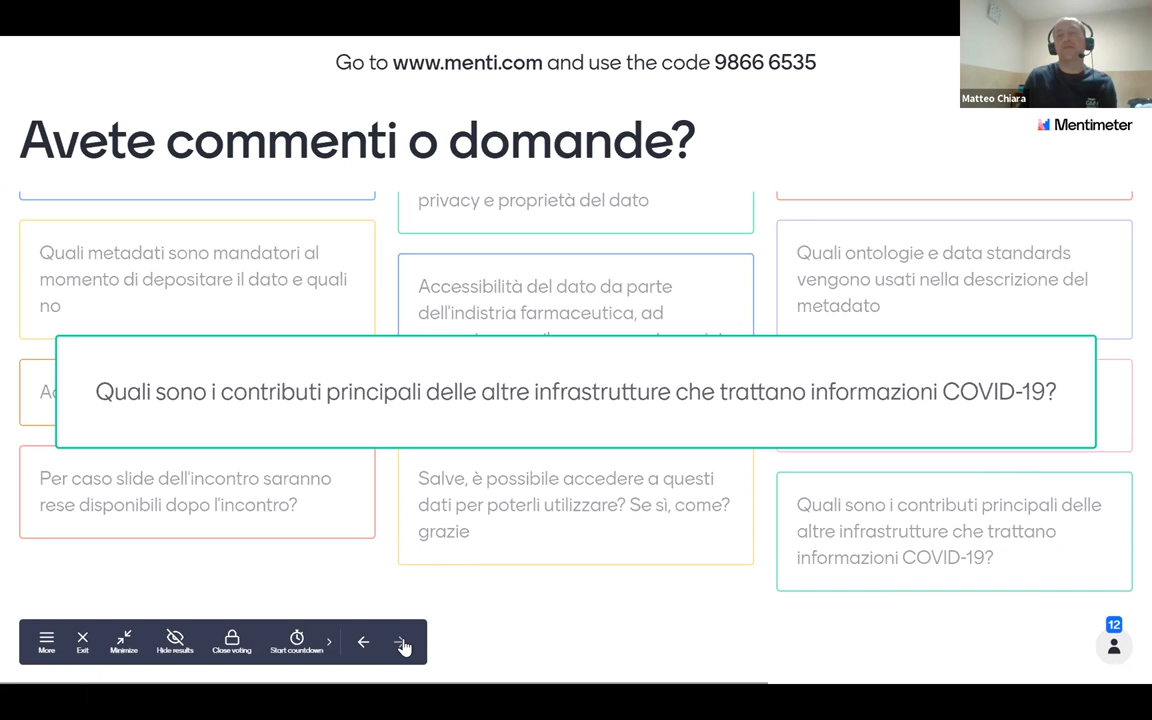 Go to www.menti.com and use the code 9866 6535
Matteo Chiara
Mentimeter
Avete commenti o domande?
privacy e proprietà del dato
Quali metadati sono mandatori al
momento di depositare il dato e quali
no
Accessibilità del dato da parte
dell'indistria farmaceutica, ad
Quali ontologie e data standards
vengono usati nella descrizione del
metadato
Quali sono i contributi principali delle altre infrastrutture che trattano informazioni COVID-19?
Per caso slide dell'incontro saranno
rese disponibili dopo l'incontro?
Salve, è possibile accedere a questi
dati per poterli utilizzare? Se sì, come?
grazie
Quali sono i contributi principali delle
altre infrastrutture che trattano
informazioni COVID-19?
More
Exit
Minimize
Hide results
Close voting
Start countdown
12